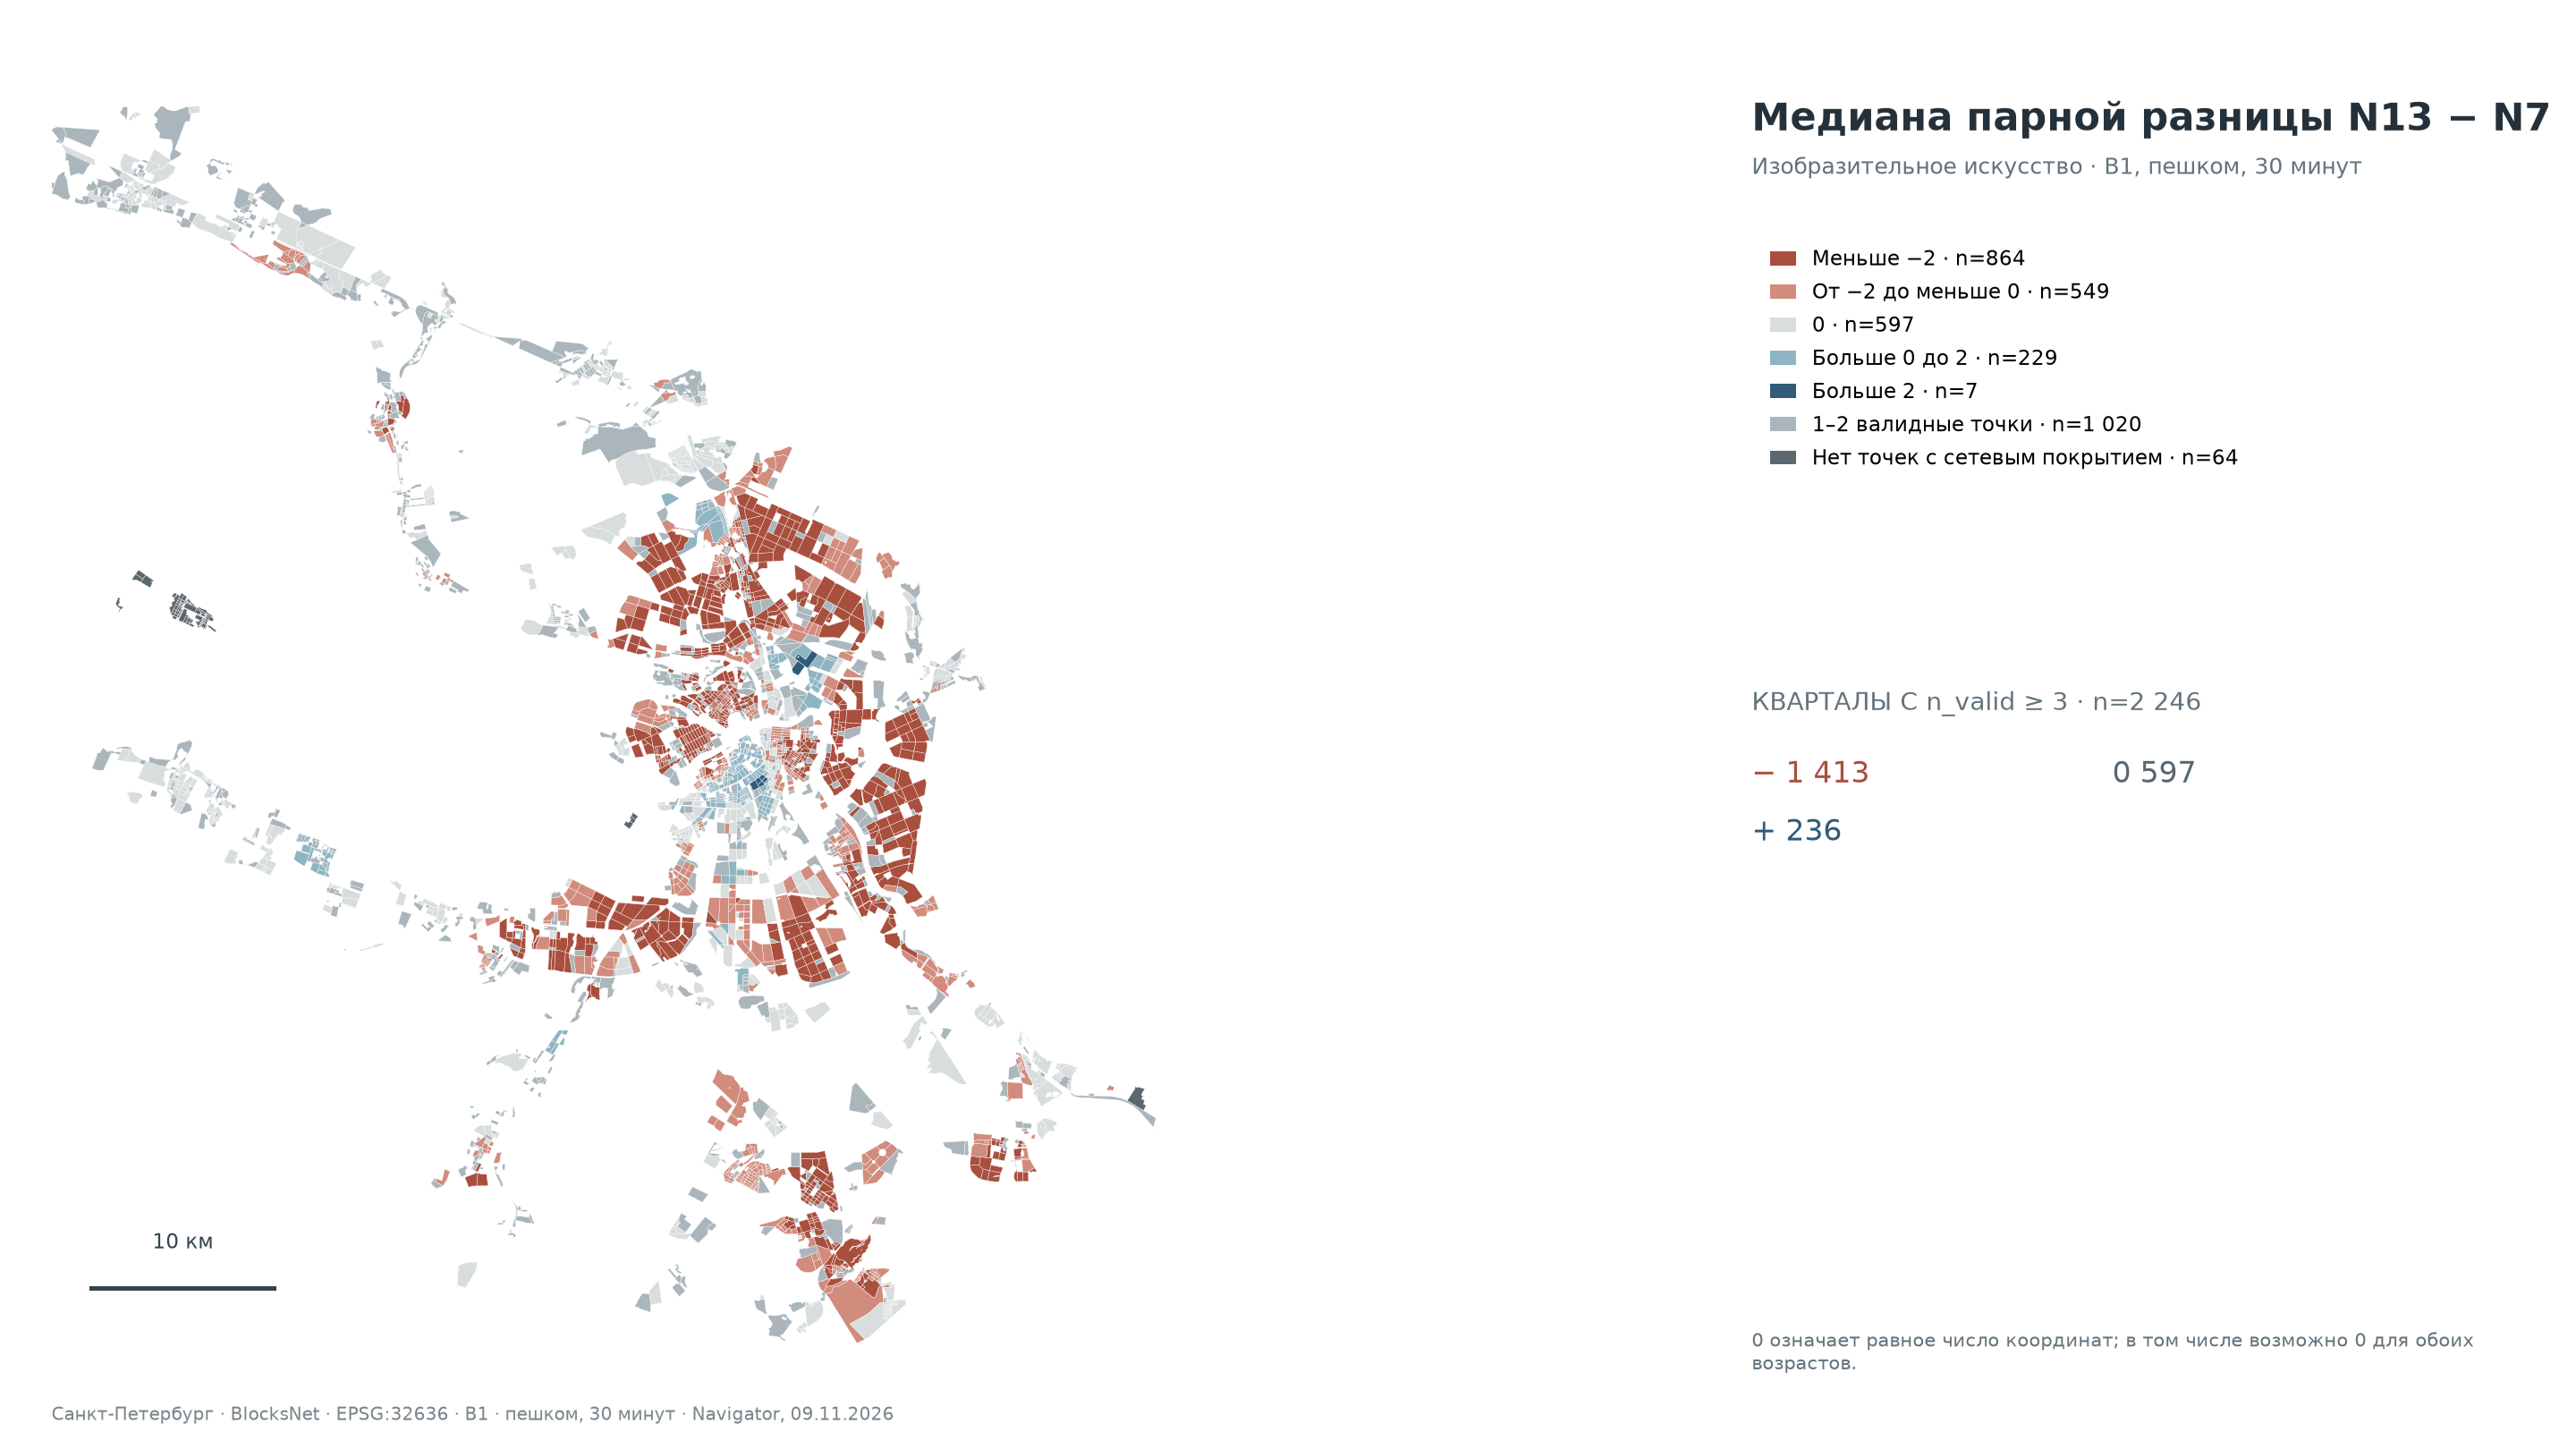 Медиана парной разницы N13 − N7
Изобразительное искусство · B1, пешком, 30 минут
Меньше −2 · n=864
От −2 до меньше 0 · n=549
0 · n=597
Больше 0 до 2 · n=229
Больше 2 · n=7
1–2 валидные точки · n=1 020
Нет точек с сетевым покрытием · n=64
КВАРТАЛЫ С n_valid ≥ 3 · n=2 246
− 1 413
0 597
+ 236
10 км
0 означает равное число координат; в том числе возможно 0 для обоих
возрастов.
Санкт-Петербург · BlocksNet · EPSG:32636 · B1 · пешком, 30 минут · Navigator, 09.11.2026